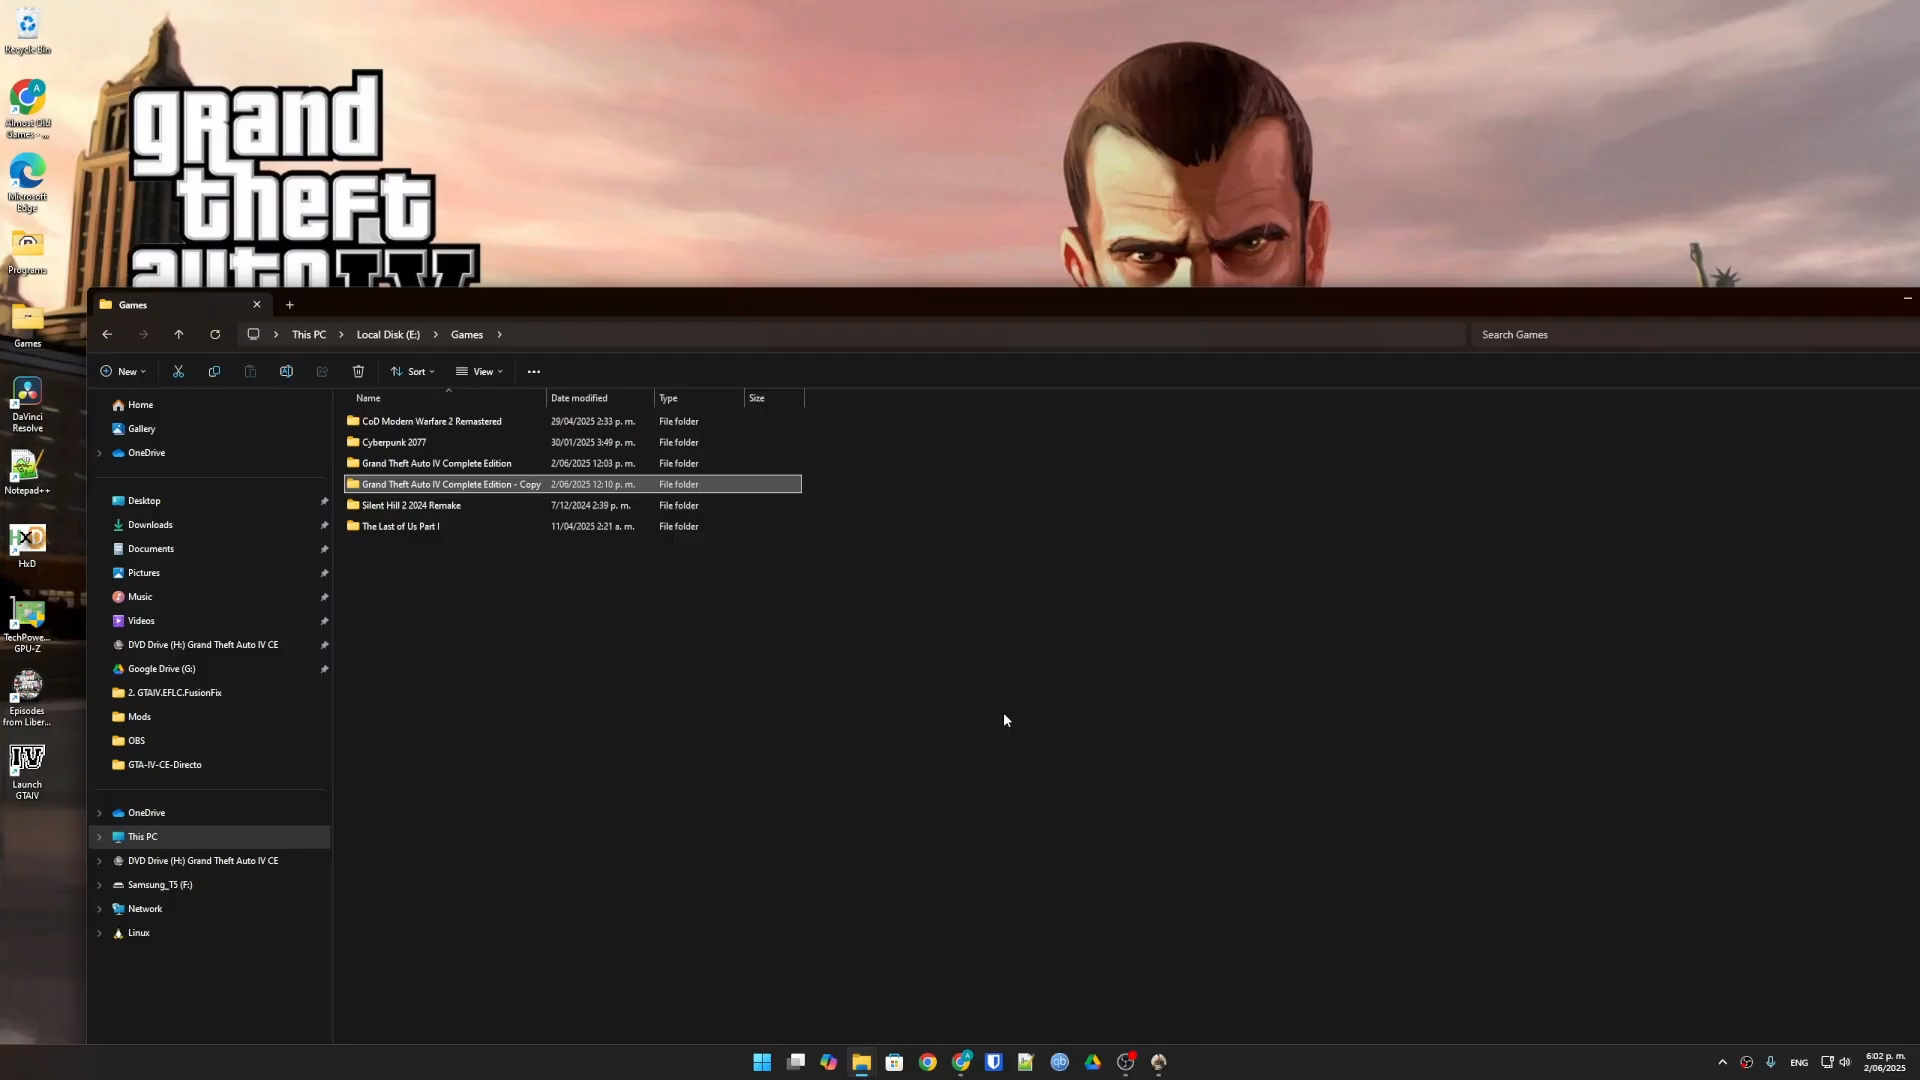 Recycle Bin
Almost Old
Games - ...
Microsoft
Edge
Programs
Games
DaVinci
Resolve
Notepad++
HxD
TechPowe...
GPU-Z
Episodes
from Liber...
Launch
GTAIV
grand
theft
auto IV
Games
This PC
Local Disk (E:)
Games
Search Games
New
Sort
View
Home
Gallery
OneDrive
Desktop
Downloads
Documents
Pictures
Music
Videos
DVD Drive (H:) Grand Theft Auto IV CE
Google Drive (G:)
2. GTAIV.EFLC.FusionFix
Mods
OBS
GTA-IV-CE-Directo
OneDrive
This PC
DVD Drive (H:) Grand Theft Auto IV CE
Samsung_T5 (F:)
Network
Linux
Name Date modified Type Size
CoD Modern Warfare 2 Remastered 29/04/2025 2:33 p. m. File folder
Cyberpunk 2077 30/01/2025 3:49 p. m. File folder
Grand Theft Auto IV Complete Edition 2/06/2025 12:03 p. m. File folder
Grand Theft Auto IV Complete Edition - Copy 2/06/2025 12:10 p. m. File folder
Silent Hill 2 2024 Remake 7/12/2024 2:39 p. m. File folder
The Last of Us Part I 11/04/2025 2:21 a. m. File folder
ENG
6:02 p. m.
2/06/2025